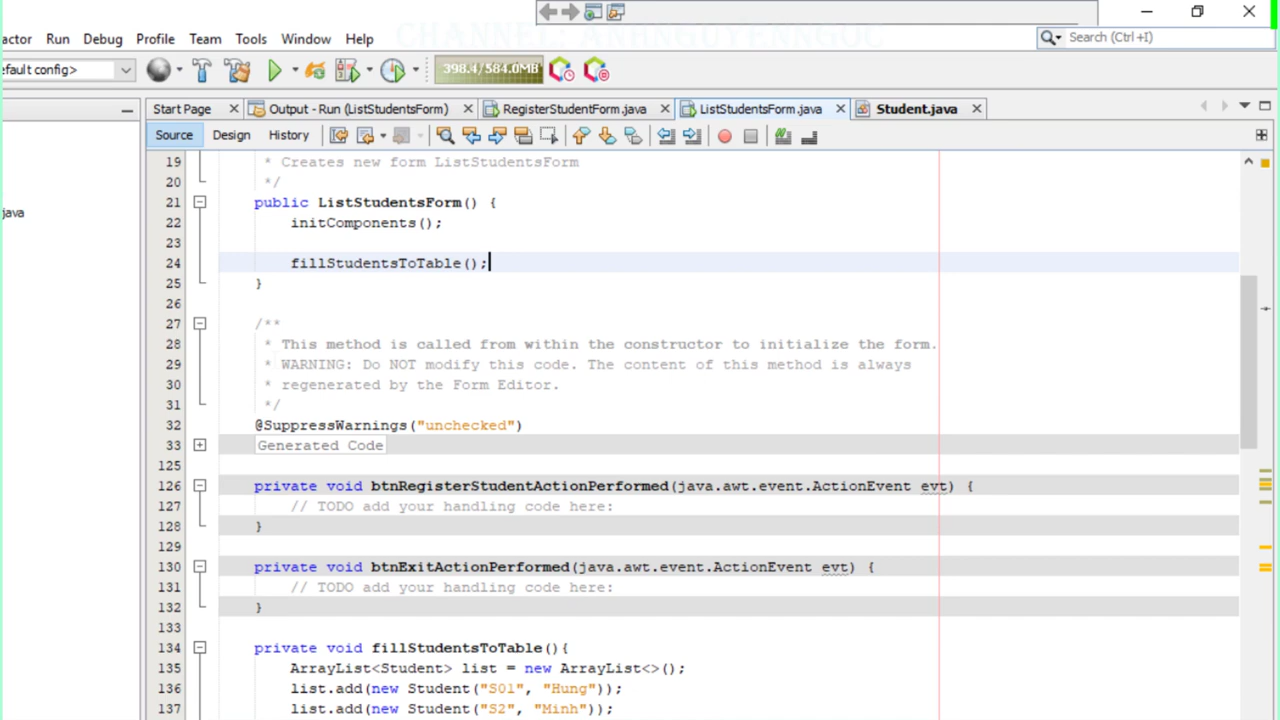 CHANNEL: ANHNGUYENNGOC
actor Run Debug Profile Team Tools Window Help
Search (Ctrl +I)
efault config>
398.4/584.0MB
Start Page Output - Run (ListStudentsForm) RegisterStudentForm.java ListStudentsForm.java Student.java
Source Design History
java
19 * Creates new form ListStudentsForm
20 */
21 public ListStudentsForm() {
22 initComponents();
23
24 fillStudentsToTable();
25 }
26
27 /**
28 * This method is called from within the constructor to initialize the form.
29 * WARNING: Do NOT modify this code. The content of this method is always
30 * regenerated by the Form Editor.
31 */
32 @SuppressWarnings("unchecked")
33 Generated Code
125
126 private void btnRegisterStudentActionPerformed(java.awt.event.ActionEvent evt) {
127 // TODO add your handling code here:
128 }
129
130 private void btnExitActionPerformed(java.awt.event.ActionEvent evt) {
131 // TODO add your handling code here:
132 }
133
134 private void fillStudentsToTable(){
135 ArrayList<Student> list = new ArrayList<>();
136 list.add(new Student("S01", "Hung"));
137 list.add(new Student("S2", "Minh"));